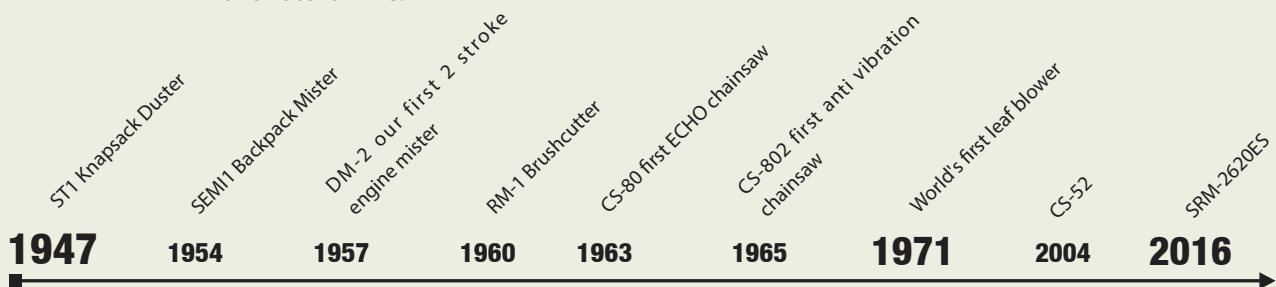 ST1 Knapsack Duster
SEMI1 Backpack Mister
DM-2 our first 2 stroke
engine mister
RM-1 Brushcutter
CS-80 first ECHO chainsaw
CS-802 first anti vibration
chainsaw
World's first leaf blower
CS-52
SRM-2620ES
1947 1954 1957 1960 1963 1965 1971 2004 2016